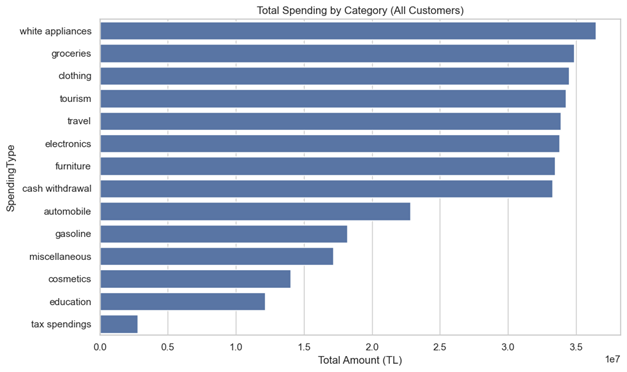 Total Spending by Category (All Customers)
SpendingType
white appliances
groceries
clothing
tourism
travel
electronics
furniture
cash withdrawal
automobile
gasoline
miscellaneous
cosmetics
education
tax spendings
0.0 0.5 1.0 1.5 2.0 2.5 3.0 3.5
1e7
Total Amount (TL)